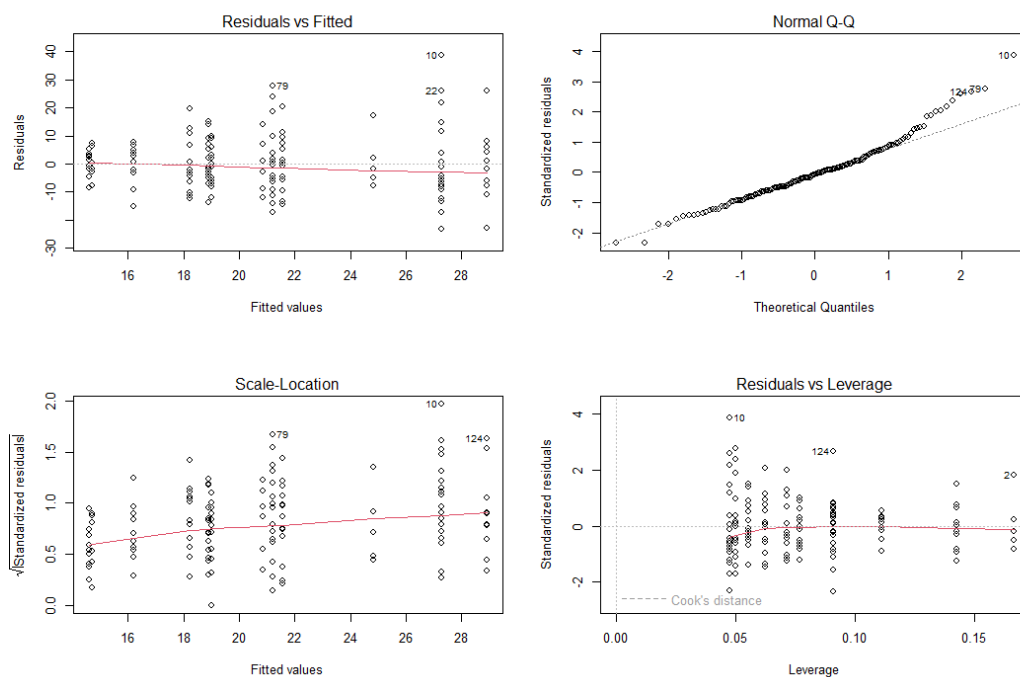 Residuals vs Fitted
Residuals
40
30
20
10
0
-10
-30
10
79
22
16 18 20 22 24 26 28
Fitted values
Normal Q-Q
Standardized residuals
4
3
2
1
0
-1
-2
10
124 79
-2 -1 0 1 2
Theoretical Quantiles
Scale-Location
√|Standardized residuals|
2.0
1.5
1.0
0.5
0.0
10
79
124
16 18 20 22 24 26 28
Fitted values
Residuals vs Leverage
Standardized residuals
4
2
0
-2
10
124
2
Cook's distance
0.00 0.05 0.10 0.15
Leverage